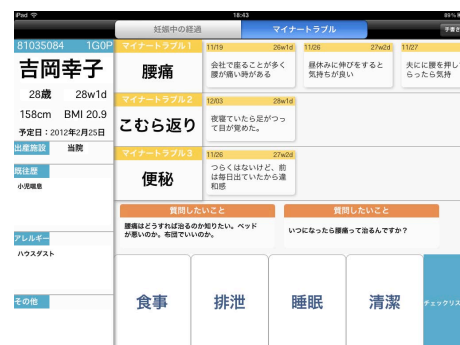 iPad
18:43
89%
妊娠中の経過
マイナートラブル
手書き
81035084 1G0P
吉岡幸子
28歳 28w1d
158cm BMI 20.9
予定日：2012年2月25日
出産施設 当院
既往歴
小児喘息
アレルギー
ハウスダスト
その他
マイナートラブル1
腰痛
11/19 26w1d
会社で座ることが多く
腰が痛い時がある
11/26 27w2d
昼休みに伸びをすると
気持ちが良い
11/27
夫に腰を押し
らったら気持
マイナートラブル2
こむら返り
12/03 28w1d
夜寝ていたら足がつっ
て目が覚めた。
マイナートラブル3
便秘
11/26 27w2d
つらくはないけど、前
は毎日出ていたから違
和感
質問したいこと
腰痛はどうすれば治るのか知りたい。ベッド
が悪いのか。布団でいいのか。
質問したいこと
いつになったら腰痛って治るんですか？
食事
排泄
睡眠
清潔
チェックリス